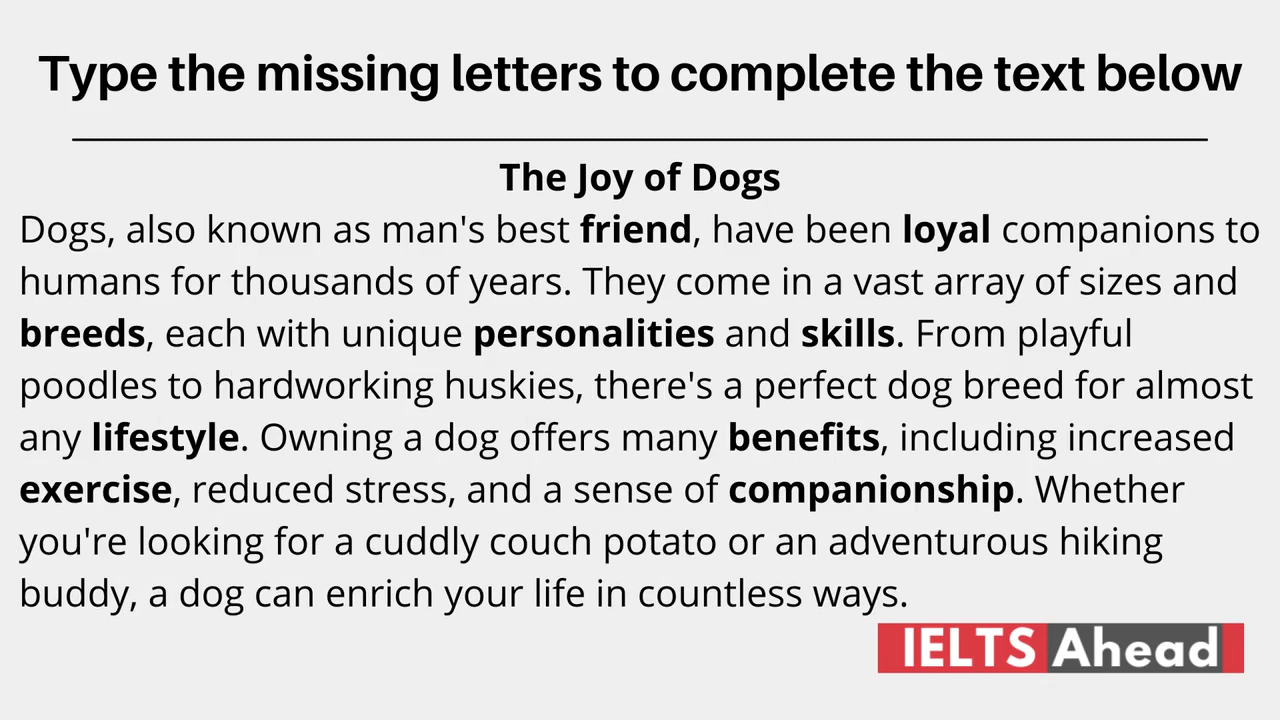 Type the missing letters to complete the text below
The Joy of Dogs
Dogs, also known as man's best friend, have been loyal companions to
humans for thousands of years. They come in a vast array of sizes and
breeds, each with unique personalities and skills. From playful
poodles to hardworking huskies, there's a perfect dog breed for almost
any lifestyle. Owning a dog offers many benefits, including increased
exercise, reduced stress, and a sense of companionship. Whether
you're looking for a cuddly couch potato or an adventurous hiking
buddy, a dog can enrich your life in countless ways.
IELTS Ahead